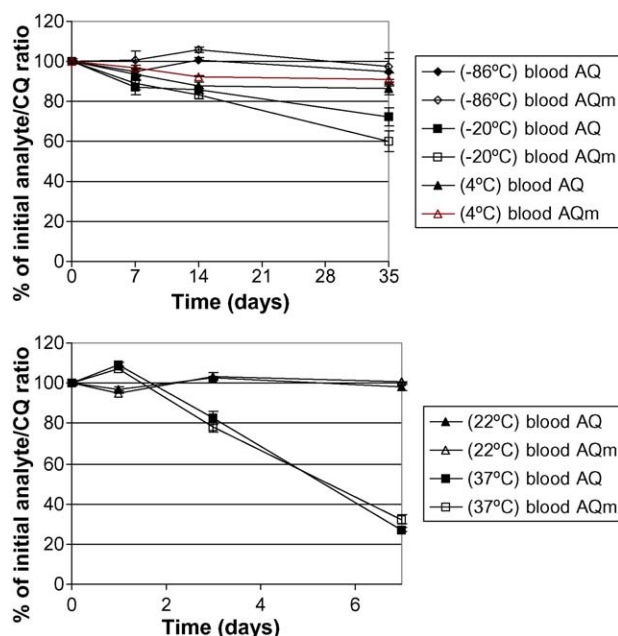 120
100
80
60
40
20
0
% of initial analyte/CQ ratio
0 7 14 21 28 35
Time (days)
(-86ºC) blood AQ
(-86ºC) blood AQm
(-20ºC) blood AQ
(-20ºC) blood AQm
(4ºC) blood AQ
(4ºC) blood AQm
120
100
80
60
40
20
0
% of initial analyte/CQ ratio
0 2 4 6
Time (days)
(22ºC) blood AQ
(22ºC) blood AQm
(37ºC) blood AQ
(37ºC) blood AQm